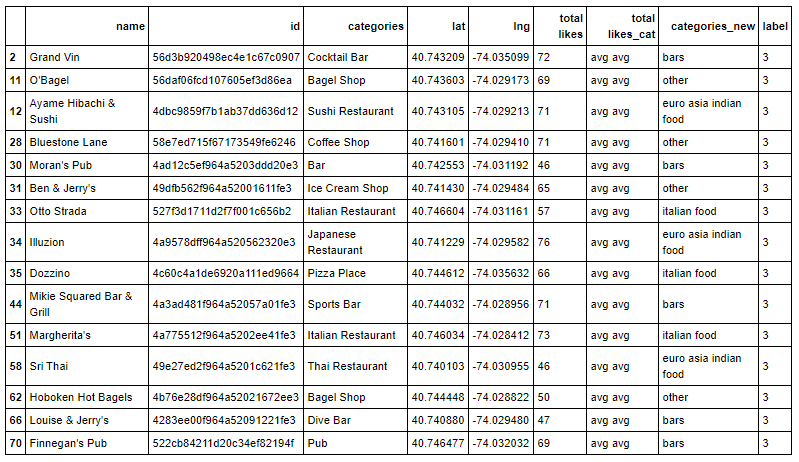 name id categories lat lng total likes total likes_cat categories_new label
2 Grand Vin 56d3b920498ec4e1c67c0907 Cocktail Bar 40.743209 -74.035099 72 avg avg bars 3
11 O'Bagel 56daf06fcd107605ef3d86ea Bagel Shop 40.743603 -74.029173 69 avg avg other 3
12 Ayame Hibachi & Sushi 4dbc9859f7b1ab37dd636d12 Sushi Restaurant 40.743105 -74.029213 71 avg avg euro asia indian food 3
28 Bluestone Lane 58e7ed715f67173549fe6246 Coffee Shop 40.741601 -74.029410 71 avg avg other 3
30 Moran's Pub 4ad12c5ef964a5203ddd20e3 Bar 40.742553 -74.031192 46 avg avg bars 3
31 Ben & Jerry's 49dfb562f964a52001611fe3 Ice Cream Shop 40.741430 -74.029484 65 avg avg other 3
33 Otto Strada 527f3d1711d2f7f001c656b2 Italian Restaurant 40.746604 -74.031161 57 avg avg italian food 3
34 Illuzion 4a9578dff964a520562320e3 Japanese Restaurant 40.741229 -74.029582 76 avg avg euro asia indian food 3
35 Dozzino 4c60c4a1de6920a111ed9664 Pizza Place 40.744612 -74.035632 66 avg avg italian food 3
44 Mikie Squared Bar & Grill 4a3ad481f964a52057a01fe3 Sports Bar 40.744032 -74.028956 71 avg avg bars 3
51 Margherita's 4a775512f964a5202ee41fe3 Italian Restaurant 40.746034 -74.028412 73 avg avg italian food 3
58 Sri Thai 49e27ed2f964a5201c621fe3 Thai Restaurant 40.740103 -74.030955 46 avg avg euro asia indian food 3
62 Hoboken Hot Bagels 4b76e28df964a52021672ee3 Bagel Shop 40.744448 -74.028822 50 avg avg other 3
66 Louise & Jerry's 4283ee00f964a52091221fe3 Dive Bar 40.740880 -74.029480 47 avg avg bars 3
70 Finnegan's Pub 522cb84211d20c34ef82194f Pub 40.746477 -74.032032 69 avg avg bars 3